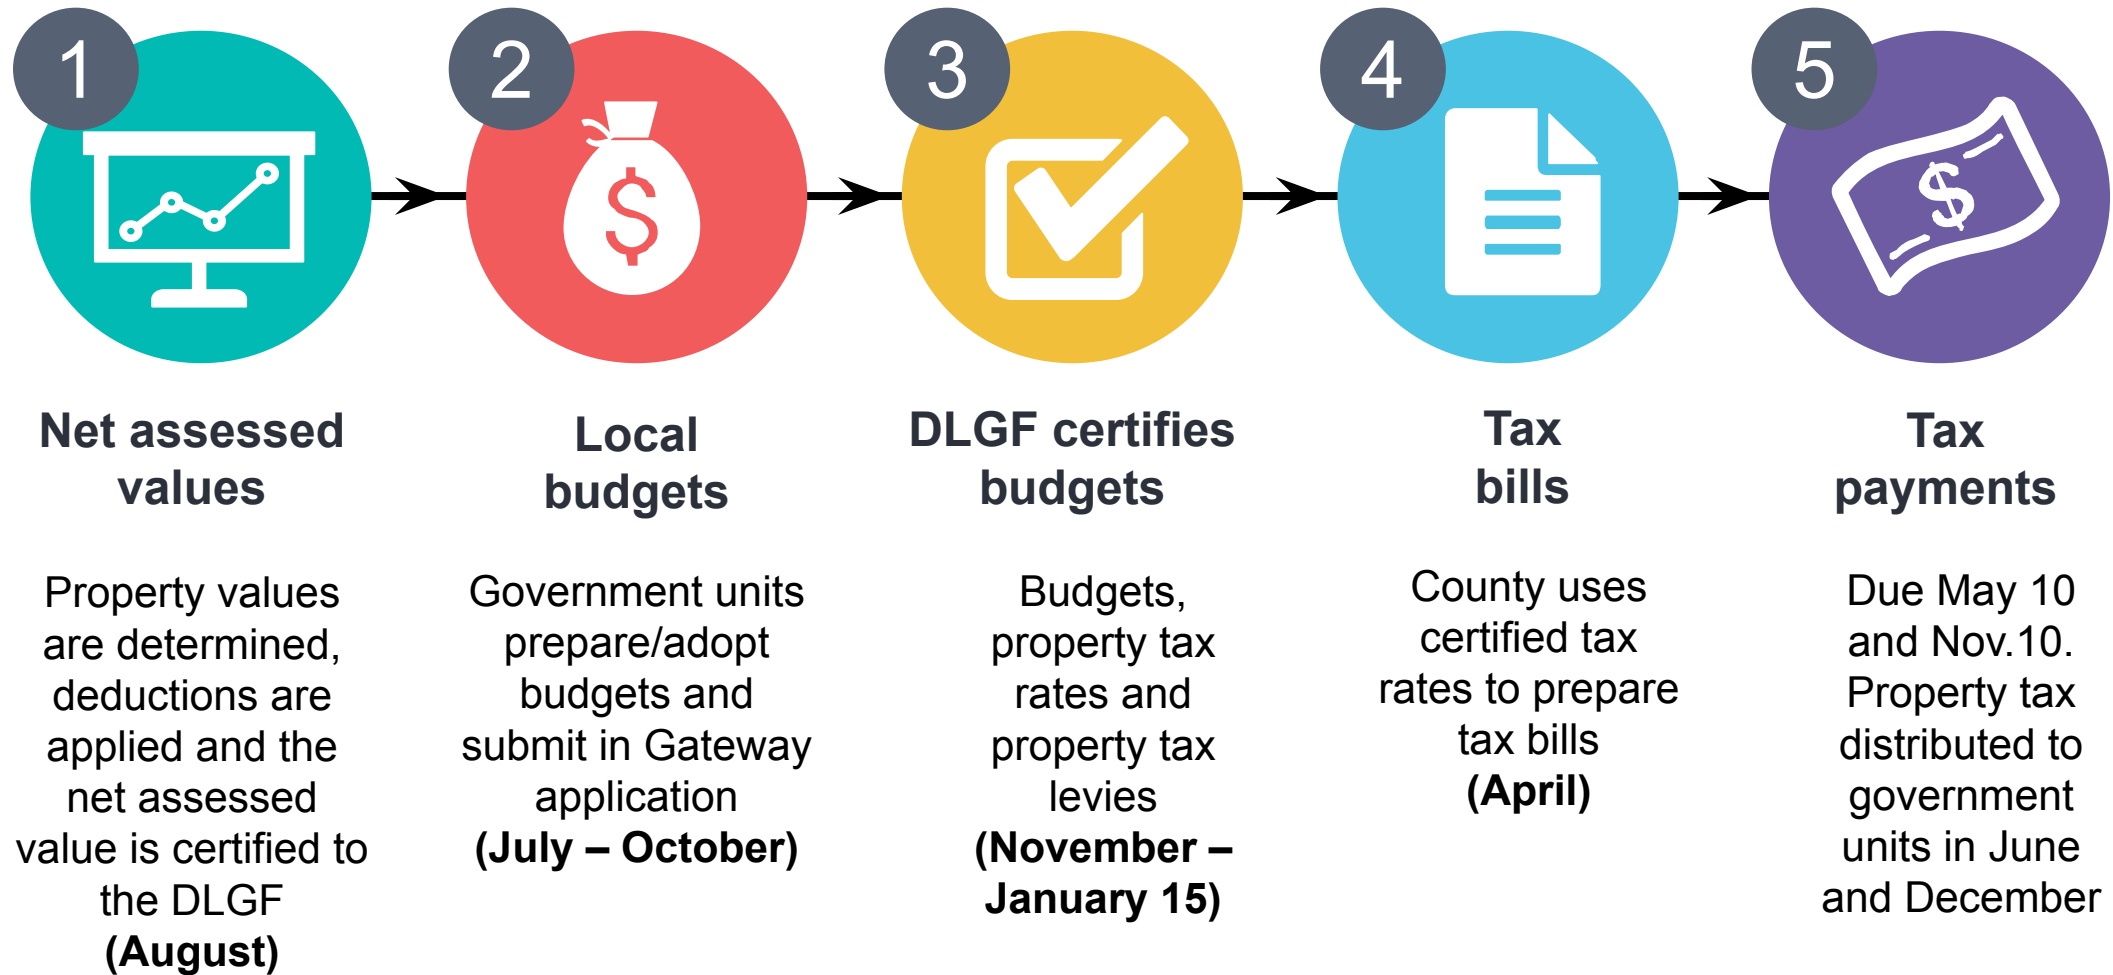 1
Net assessed
values
Property values
are determined,
deductions are
applied and the
net assessed
value is certified to
the DLGF
(August)
2
$
Local
budgets
Government units
prepare/adopt
budgets and
submit in Gateway
application
(July – October)
3
DLGF certifies
budgets
Budgets,
property tax
rates and
property tax
levies
(November –
January 15)
4
Tax
bills
County uses
certified tax
rates to prepare
tax bills
(April)
5
$
Tax
payments
Due May 10
and Nov.10.
Property tax
distributed to
government
units in June
and December